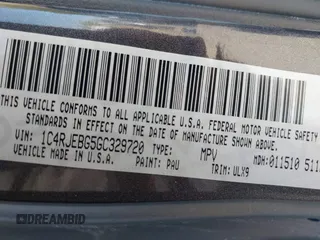 THIS VEHICLE CONFORMS TO ALL APPLICABLE U.S.A. FEDERAL MOTOR VEHICLE SAFETY
STANDARDS IN EFFECT ON THE DATE OF MANUFACTURE SHOWN ABOVE.
VIN: 1C4RJEBG5GC329720 TYPE: MPV
VEHICLE MADE IN U.S.A. PAINT: PAU TRIM: ULX9 MDH: 011510
DREAMBID